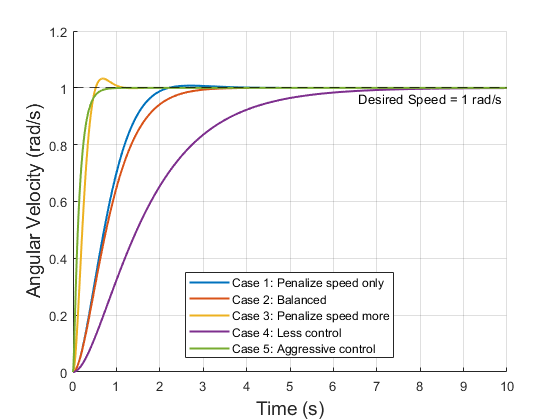 1.2
1
Desired Speed = 1 rad/s
0.8
Angular Velocity (rad/s)
0.6
0.4
0.2
0
Case 1: Penalize speed only
Case 2: Balanced
Case 3: Penalize speed more
Case 4: Less control
Case 5: Aggressive control
0 1 2 3 4 5 6 7 8 9 10
Time (s)